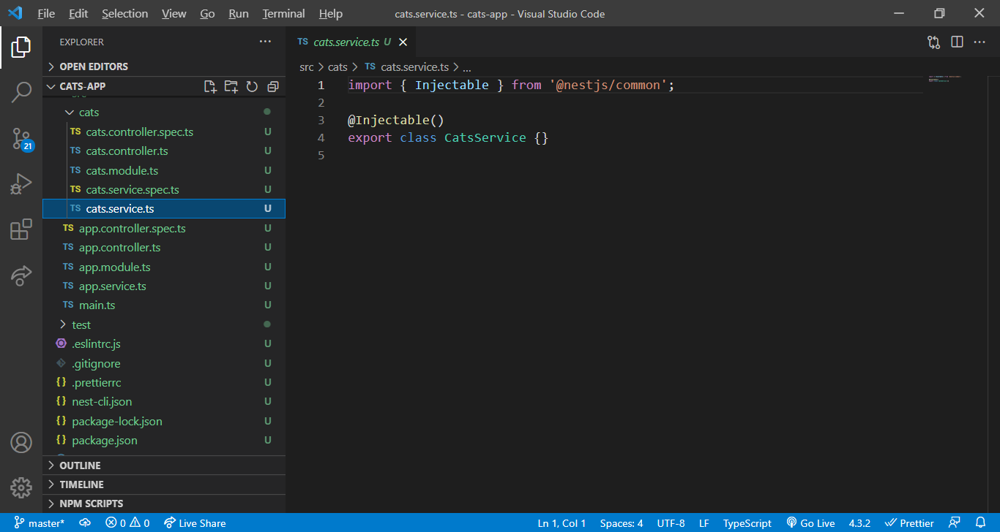 File Edit Selection View Go Run Terminal Help cats.service.ts - cats-app - Visual Studio Code
EXPLORER
OPEN EDITORS
CATS-APP
src
cats
TS cats.controller.spec.ts U
TS cats.controller.ts U
TS cats.module.ts U
TS cats.service.spec.ts U
TS cats.service.ts U
TS app.controller.spec.ts U
TS app.controller.ts U
TS app.module.ts U
TS app.service.ts U
TS main.ts U
test
.eslintrc.js U
.gitignore U
{} .prettierrc U
{} nest-cli.json U
{} package-lock.json U
{} package.json U
OUTLINE
TIMELINE
NPM SCRIPTS
21
TS cats.service.ts U
src > cats > TS cats.service.ts > ...
1 import { Injectable } from '@nestjs/common';
2
3 @Injectable()
4 export class CatsService {}
5
master* 0 0 Live Share Ln 1, Col 1 Spaces: 4 UTF-8 LF TypeScript Go Live 4.3.2 Prettier